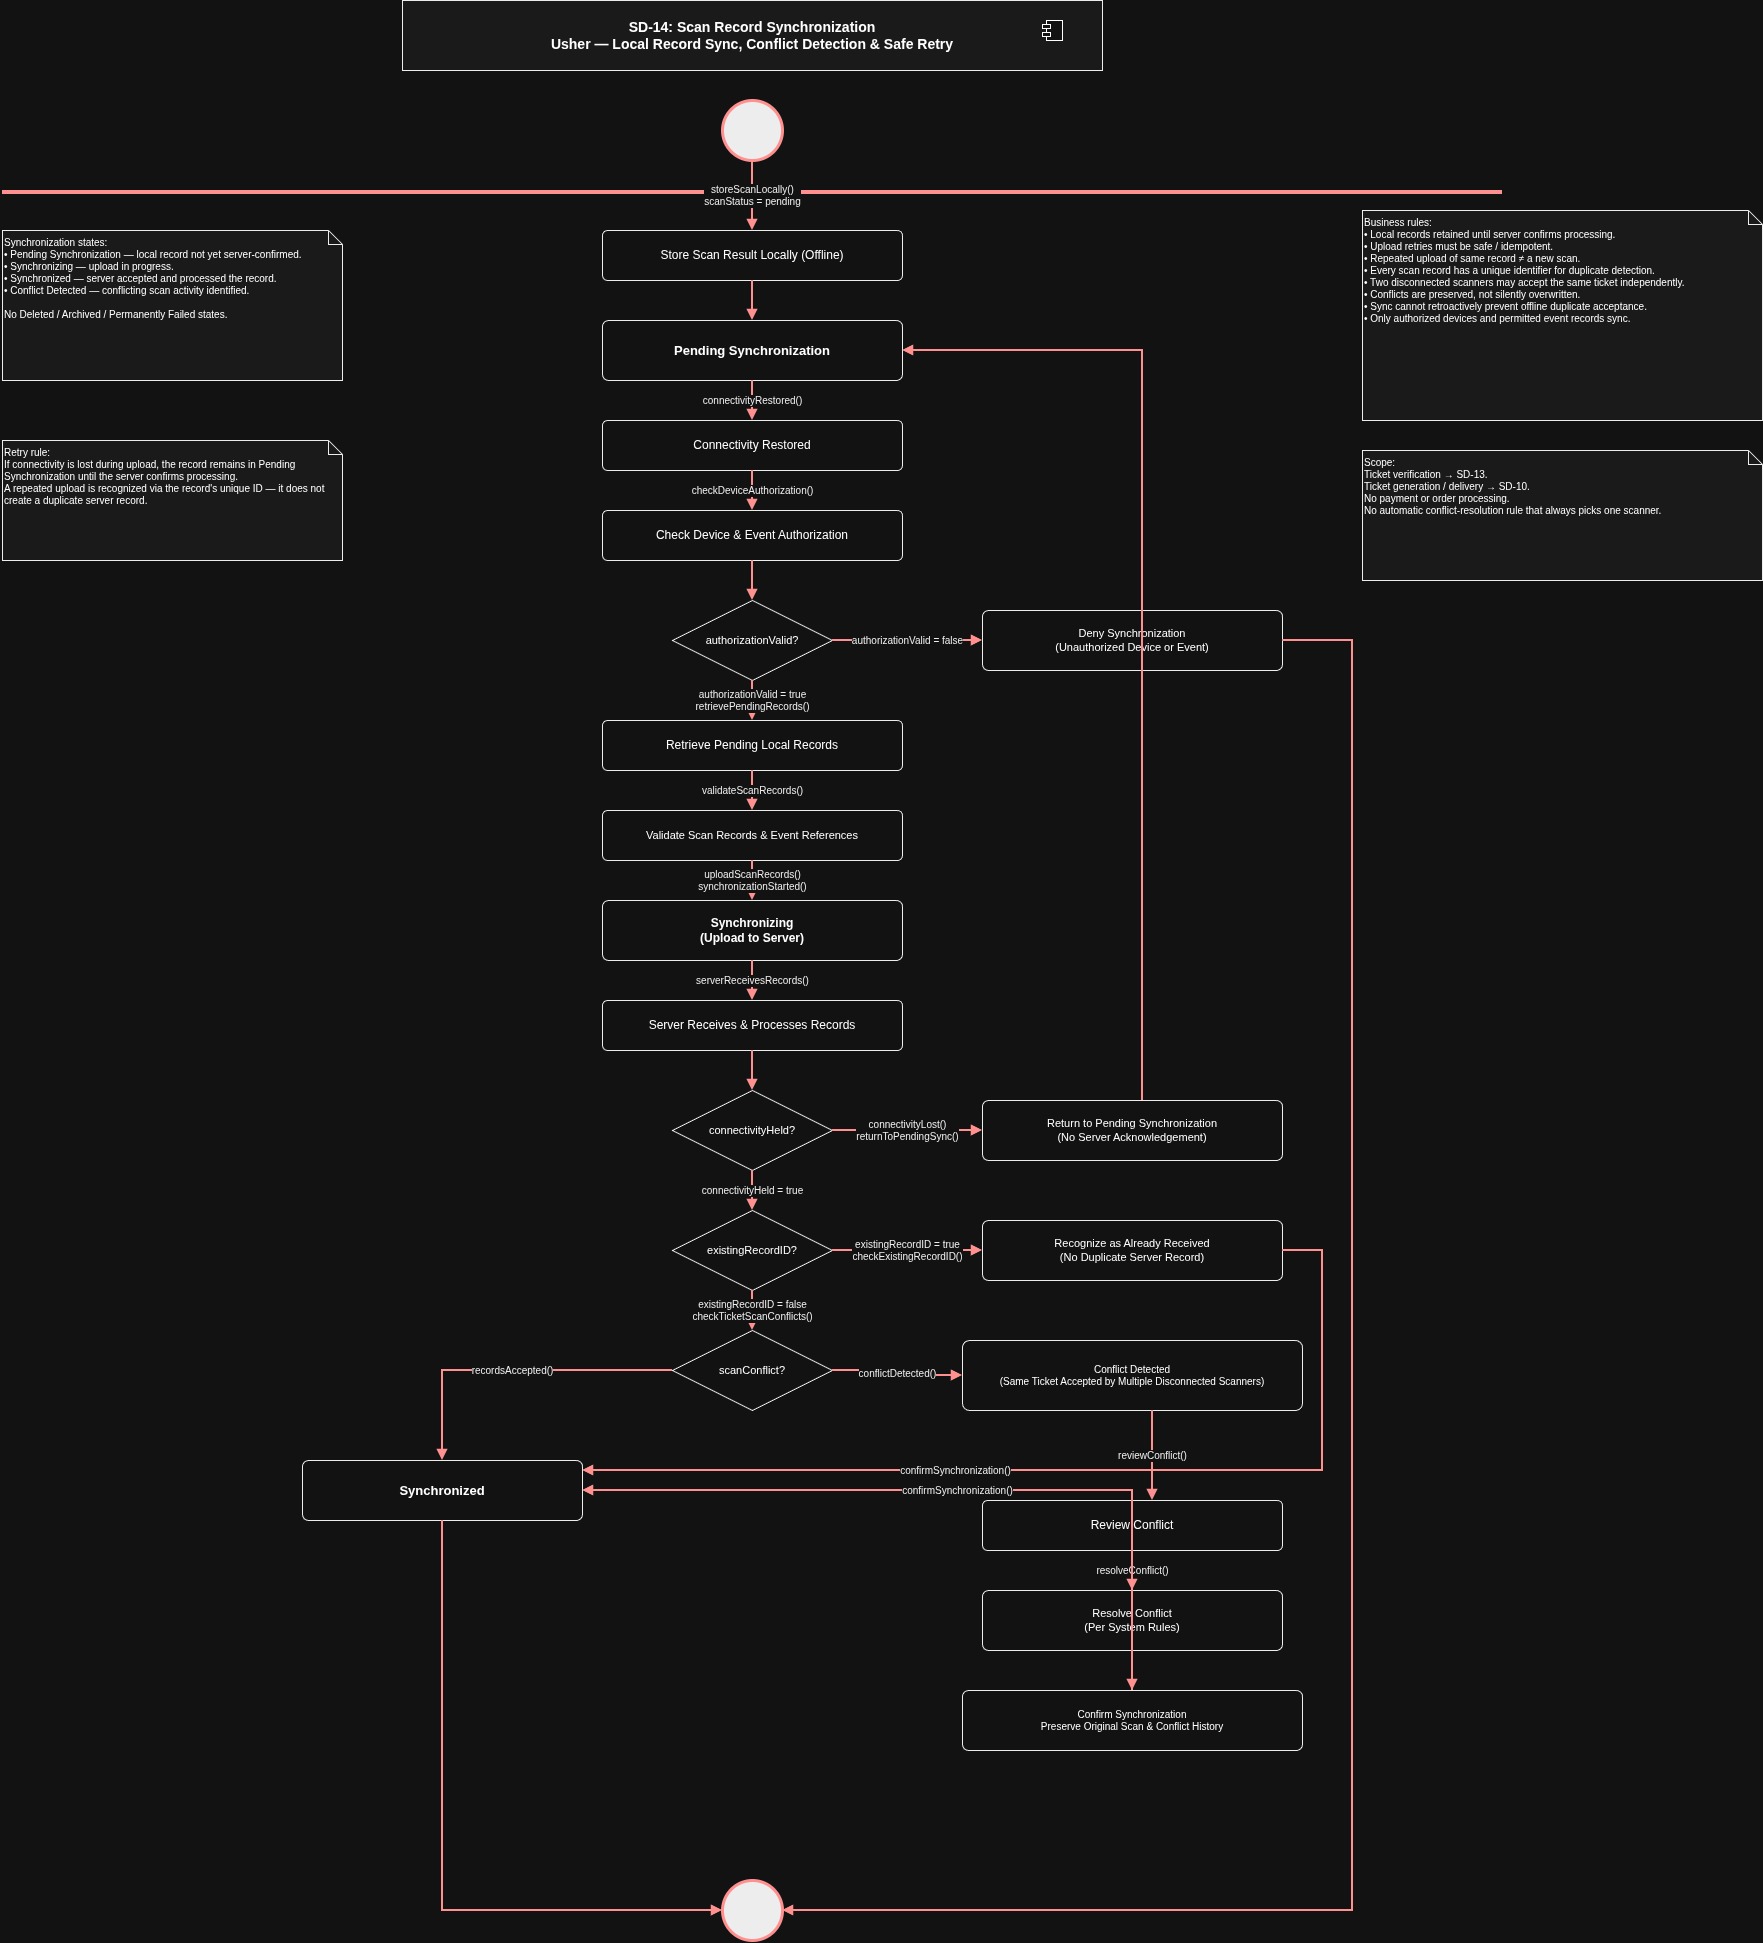 SD-14: Scan Record Synchronization
Usher — Local Record Sync, Conflict Detection & Safe Retry
storeScanLocally()
scanStatus = pending
Synchronization states:
• Pending Synchronization — local record not yet server-confirmed.
• Synchronizing — upload in progress.
• Synchronized — server accepted and processed the record.
• Conflict Detected — conflicting scan activity identified.
No Deleted / Archived / Permanently Failed states.
Business rules:
• Local records retained until server confirms processing.
• Upload retries must be safe / idempotent.
• Repeated upload of same record ≠ a new scan.
• Every scan record has a unique identifier for duplicate detection.
• Two disconnected scanners may accept the same ticket independently.
• Conflicts are preserved, not silently overwritten.
• Sync cannot retroactively prevent offline duplicate acceptance.
• Only authorized devices and permitted event records sync.
Store Scan Result Locally (Offline)
Pending Synchronization
connectivityRestored()
Connectivity Restored
Retry rule:
If connectivity is lost during upload, the record remains in Pending
Synchronization until the server confirms processing.
A repeated upload is recognized via the record's unique ID — it does not
create a duplicate server record.
Scope:
Ticket verification → SD-13.
Ticket generation / delivery → SD-10.
No payment or order processing.
No automatic conflict-resolution rule that always picks one scanner.
checkDeviceAuthorization()
Check Device & Event Authorization
authorizationValid?
authorizationValid = false
Deny Synchronization
(Unauthorized Device or Event)
authorizationValid = true
retrievePendingRecords()
Retrieve Pending Local Records
validateScanRecords()
Validate Scan Records & Event References
uploadScanRecords()
synchronizationStarted()
Synchronizing
(Upload to Server)
serverReceivesRecords()
Server Receives & Processes Records
connectivityHeld?
connectivityLost()
returnToPendingSync()
Return to Pending Synchronization
(No Server Acknowledgement)
connectivityHeld = true
existingRecordID?
existingRecordID = true
checkExistingRecordID()
Recognize as Already Received
(No Duplicate Server Record)
existingRecordID = false
checkTicketScanConflicts()
recordsAccepted()
scanConflict?
conflictDetected()
Conflict Detected
(Same Ticket Accepted by Multiple Disconnected Scanners)
reviewConflict()
confirmSynchronization()
Synchronized
confirmSynchronization()
Review Conflict
resolveConflict()
Resolve Conflict
(Per System Rules)
Confirm Synchronization
Preserve Original Scan & Conflict History